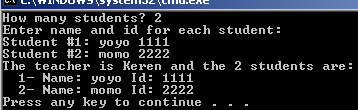 C:\WINDOWS\system32\cmd.exe
How many students? 2
Enter name and id for each student:
Student #1: yoyo 1111
Student #2: momo 2222
The teacher is Keren and the 2 students are:
1- Name: yoyo Id: 1111
2- Name: momo Id: 2222
Press any key to continue . . .